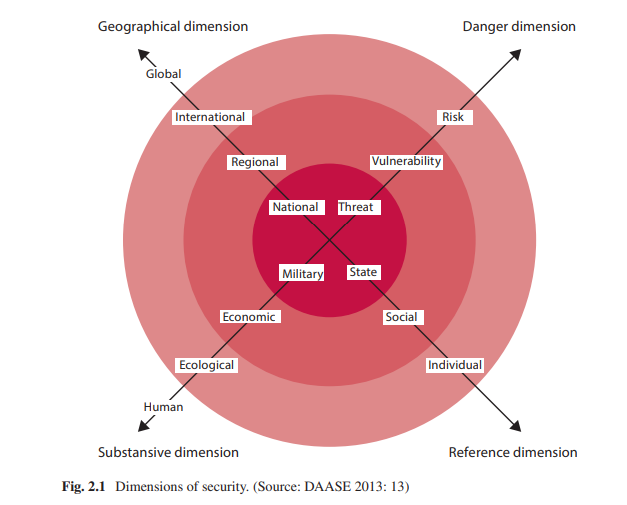 Geographical dimension
Danger dimension
Global
International
Risk
Regional
Vulnerability
National
Threat
Military
State
Economic
Social
Ecological
Individual
Human
Substansive dimension
Reference dimension
Fig. 2.1 Dimensions of security. (Source: DAASE 2013: 13)